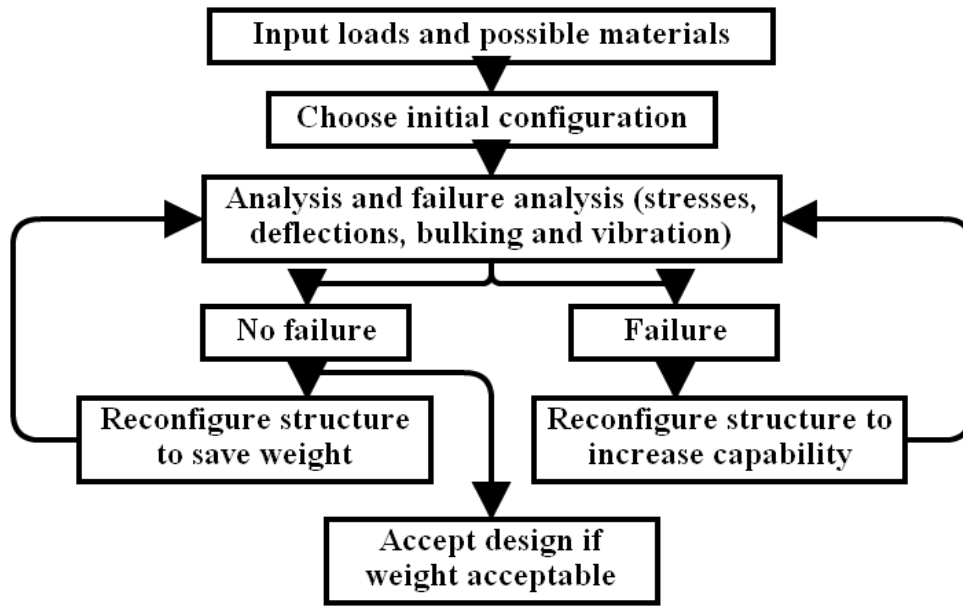 Input loads and possible materials
Choose initial configuration
Analysis and failure analysis (stresses,
deflections, bulking and vibration)
No failure
Failure
Reconfigure structure
to save weight
Reconfigure structure to
increase capability
Accept design if
weight acceptable